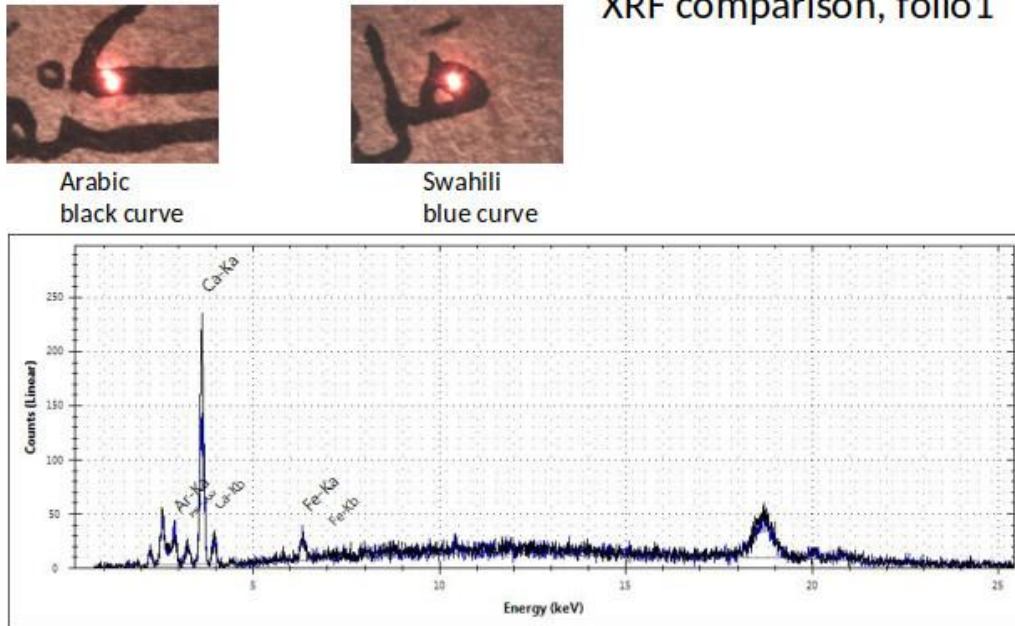 XRF comparison, folio1
Arabic
black curve
Swahili
blue curve
Counts (Linear)
250
200
150
100
50
0
Ca-Ka
Ar-Ka
Ca-Kb
Fe-Ka
Fe-Kb
5
10
15
20
25
Energy (keV)